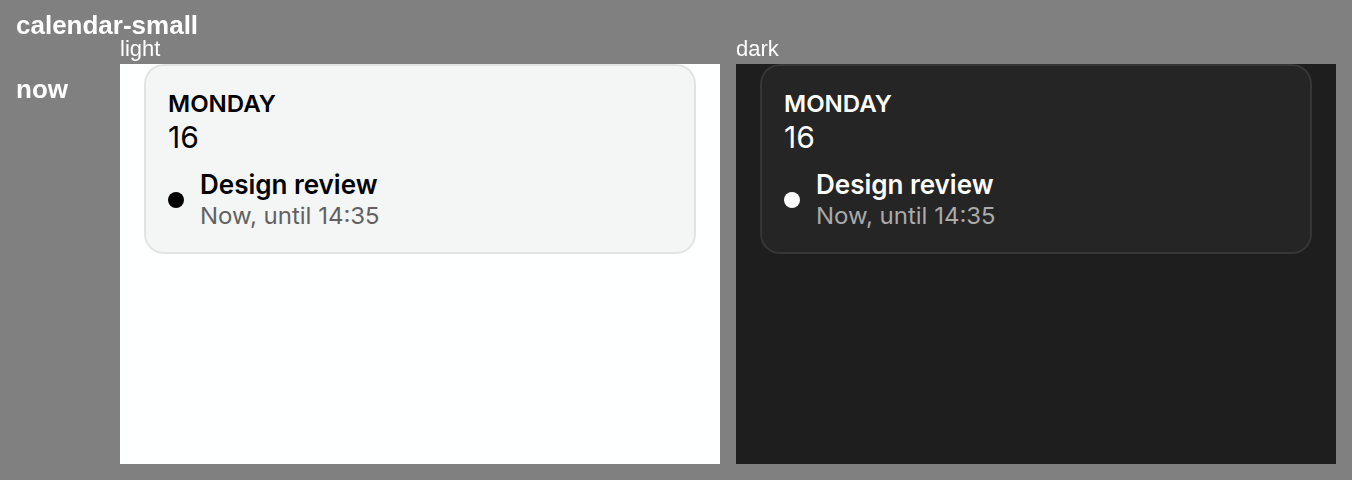 calendar-small
light
dark
now
MONDAY
16
Design review
Now, until 14:35
MONDAY
16
Design review
Now, until 14:35